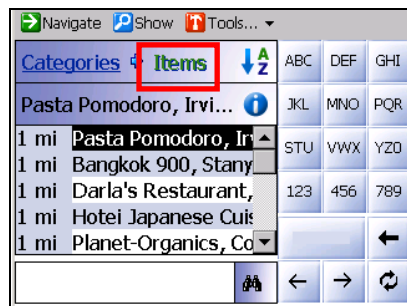 Navigate Show Tools...
Categories Items
ABC DEF GHI
Pasta Pomodoro, Irvi...
JKL MNO PQR
1 mi Pasta Pomodoro, Ir
1 mi Bangkok 900, Stany
STU VWX YZ0
1 mi Darla's Restaurant,
123 456 789
1 mi Hotei Japanese Cuis
1 mi Planet-Organics, Co